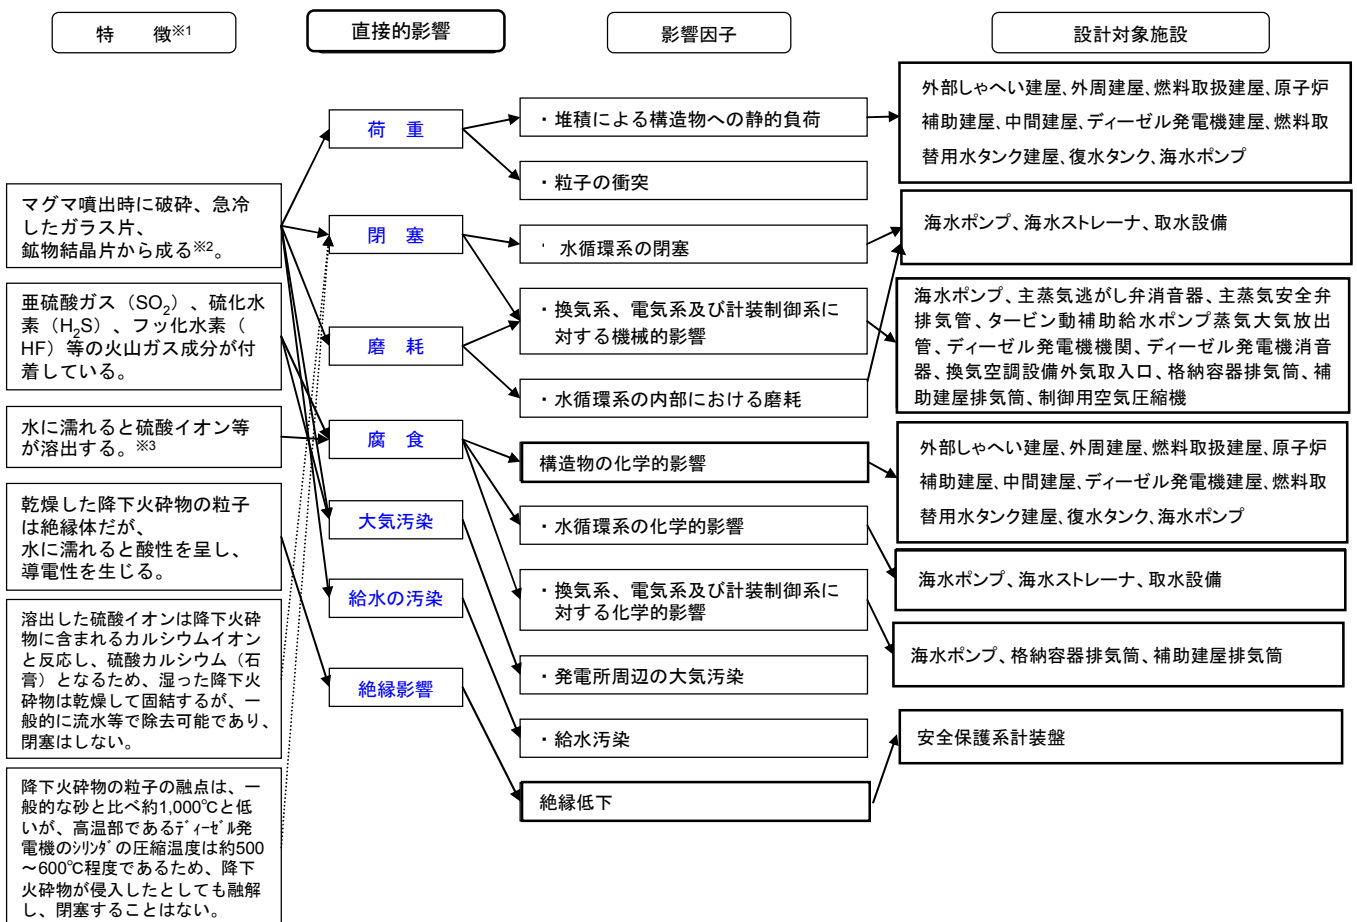 特　徴※1
直接的影響
影響因子
設計対象施設
マグマ噴出時に破砕、急冷
したガラス片、
鉱物結晶片から成る※2。
亜硫酸ガス（SO2）、硫化水
素（H2S）、フッ化水素（
HF）等の火山ガス成分が付
着している。
水に濡れると硫酸イオン等
が溶出する。※3
乾燥した降下火砕物の粒子
は絶縁体だが、
水に濡れると酸性を呈し、
導電性を生じる。
溶出した硫酸イオンは降下火砕
物に含まれるカルシウムイオン
と反応し、硫酸カルシウム（石
膏）となるため、湿った降下火
砕物は乾燥して固結するが、一
般的に流水等で除去可能であり、
閉塞はしない。
降下火砕物の粒子の融点は、一
般的な砂と比べ約1,000℃と低
いが、高温部であるディーゼル発
電機のシリンダの圧縮温度は約500
～600℃程度であるため、降下
火砕物が侵入したとしても融解
し、閉塞することはない。
荷　重
閉　塞
磨　耗
腐　食
大気汚染
給水の汚染
絶縁影響
・堆積による構造物への静的負荷
・粒子の衝突
' 水循環系の閉塞
・換気系、電気系及び計装制御系に
対する機械的影響
・水循環系の内部における磨耗
構造物の化学的影響
・水循環系の化学的影響
・換気系、電気系及び計装制御系に
対する化学的影響
・発電所周辺の大気汚染
・給水汚染
絶縁低下
外部しゃへい建屋、外周建屋、燃料取扱建屋、原子炉
補助建屋、中間建屋、ディーゼル発電機建屋、燃料取
替用水タンク建屋、復水タンク、海水ポンプ
海水ポンプ、海水ストレーナ、取水設備
海水ポンプ、主蒸気逃がし弁消音器、主蒸気安全弁
排気管、タービン動補助給水ポンプ蒸気大気放出
管、ディーゼル発電機機関、ディーゼル発電機消音
器、換気空調設備外気取入口、格納容器排気筒、補
助建屋排気筒、制御用空気圧縮機
外部しゃへい建屋、外周建屋、燃料取扱建屋、原子炉
補助建屋、中間建屋、ディーゼル発電機建屋、燃料取
替用水タンク建屋、復水タンク、海水ポンプ
海水ポンプ、海水ストレーナ、取水設備
海水ポンプ、格納容器排気筒、補助建屋排気筒
安全保護系計装盤